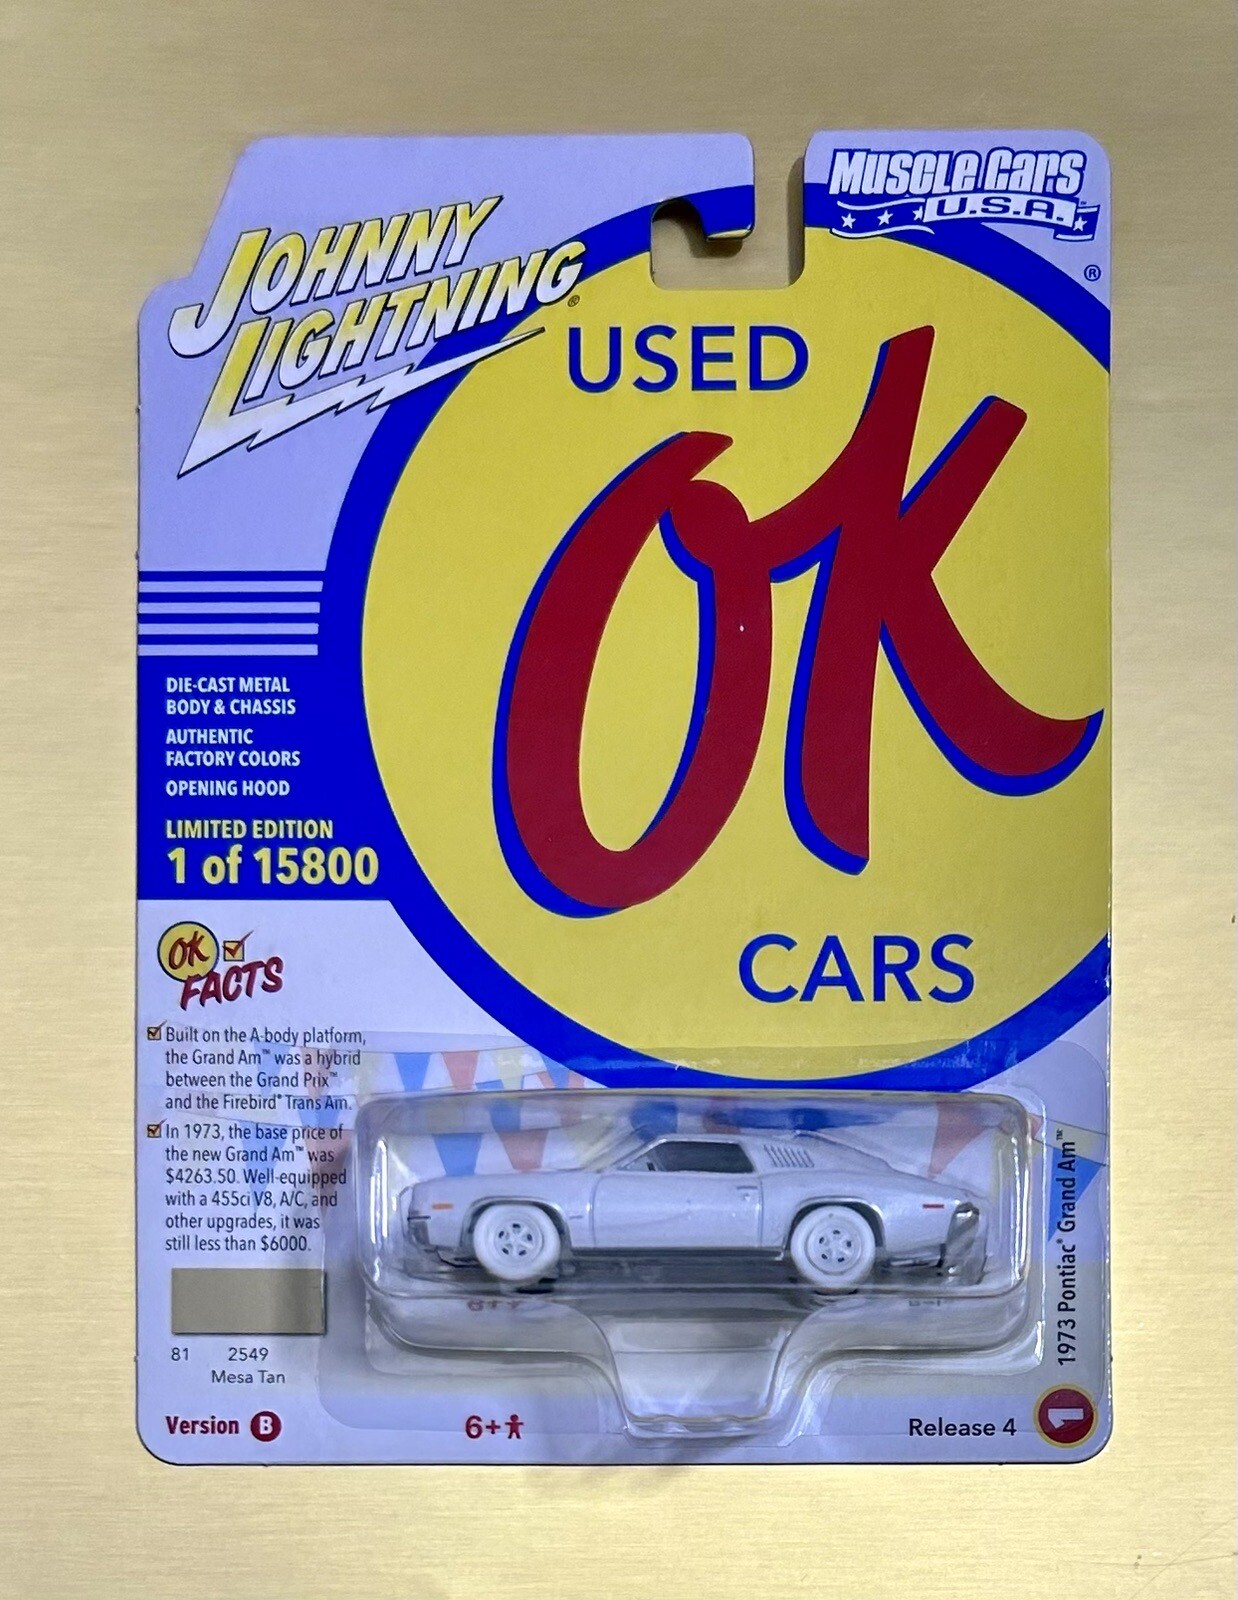 JOHNNY
LIGHTNING®
MUSCLE CARS
U.S.A.™
®
USED
OK
CARS
DIE-CAST METAL
BODY & CHASSIS
AUTHENTIC
FACTORY COLORS
OPENING HOOD
LIMITED EDITION
1 of 15800
OK
FACTS
Built on the A-body platform,
the Grand Am™ was a hybrid
between the Grand Prix™
and the Firebird® Trans Am.
In 1973, the base price of
the new Grand Am™ was
$4263.50. Well-equipped
with a 455ci V8, A/C, and
other upgrades, it was
still less than $6000.
81 2549
Mesa Tan
Version B
6+
Release 4
1
1973 Pontiac® Grand Am™